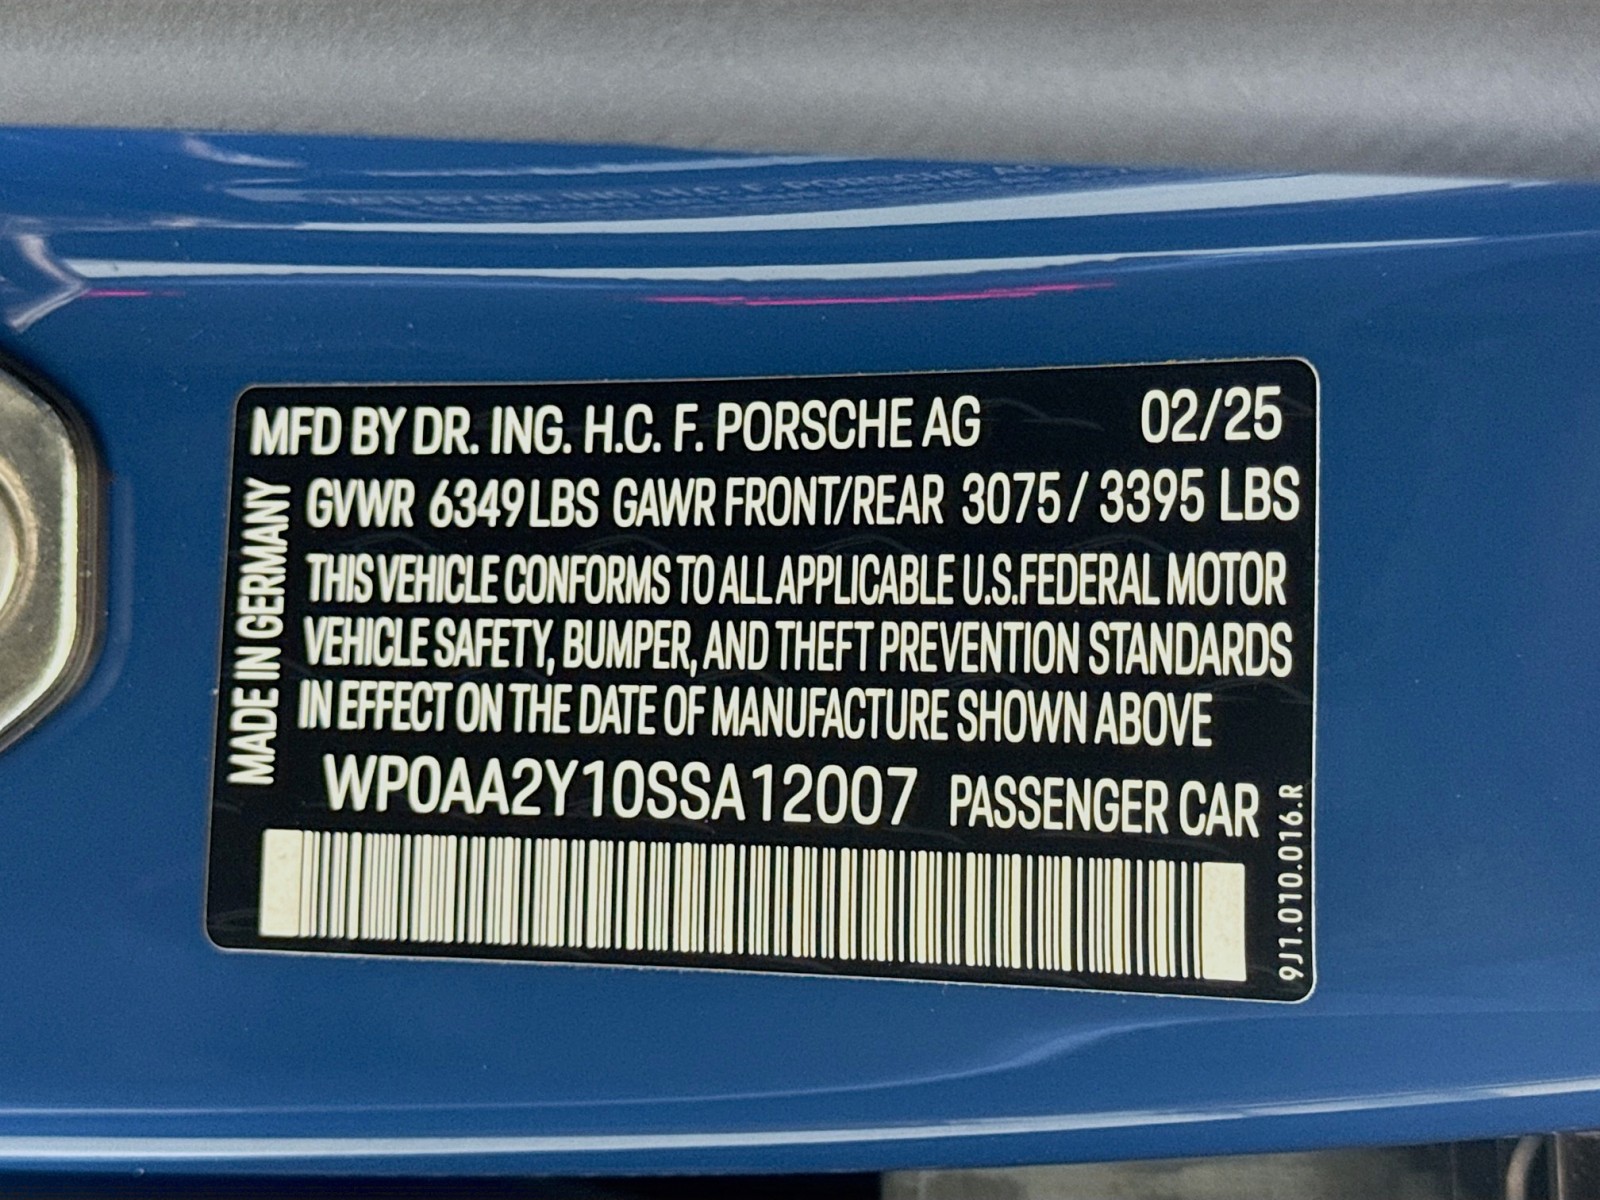 MFD BY DR. ING. H.C. F. PORSCHE AG 02/25
GVWR 6349 LBS GAWR FRONT/REAR 3075 / 3395 LBS
THIS VEHICLE CONFORMS TO ALL APPLICABLE U.S.FEDERAL MOTOR
VEHICLE SAFETY, BUMPER, AND THEFT PREVENTION STANDARDS
IN EFFECT ON THE DATE OF MANUFACTURE SHOWN ABOVE
WP0AA2Y10SSA12007 PASSENGER CAR
MADE IN GERMANY
9J1.010.016.R